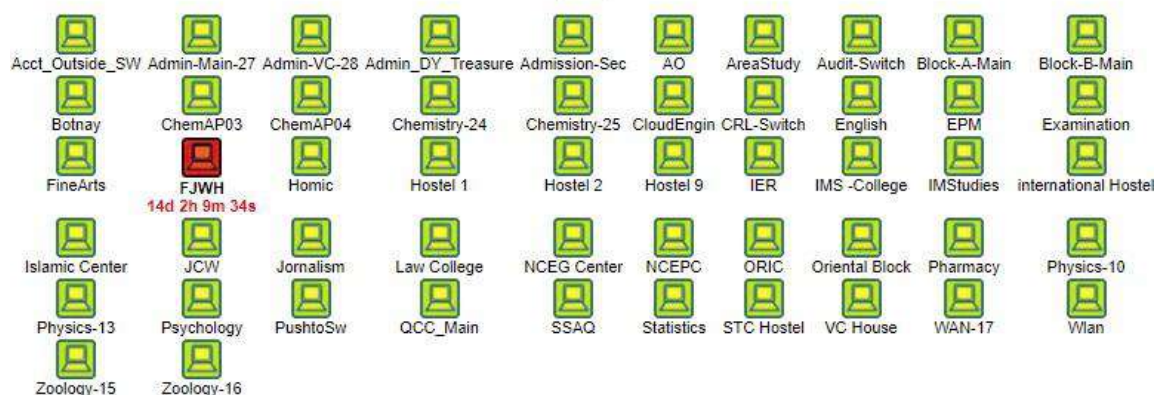 Acct_Outside_SW Admin-Main-27 Admin-VC-28 Admin_DY_Treasure Admission-Sec AO AreaStudy Audit-Switch Block-A-Main Block-B-Main
Botnay ChemAP03 ChemAP04 Chemistry-24 Chemistry-25 CloudEngin CRL-Switch English EPM Examination
FineArts FJWH Homic Hostel 1 Hostel 2 Hostel 9 IER IMS -College IMStudies international Hostel
14d 2h 9m 34s
Islamic Center JCW Jornalism Law College NCEG Center NCEPC ORIC Oriental Block Pharmacy Physics-10
Physics-13 Psychology PushtoSw QCC_Main SSAQ Statistics STC Hostel VC House WAN-17 Wlan
Zoology-15 Zoology-16